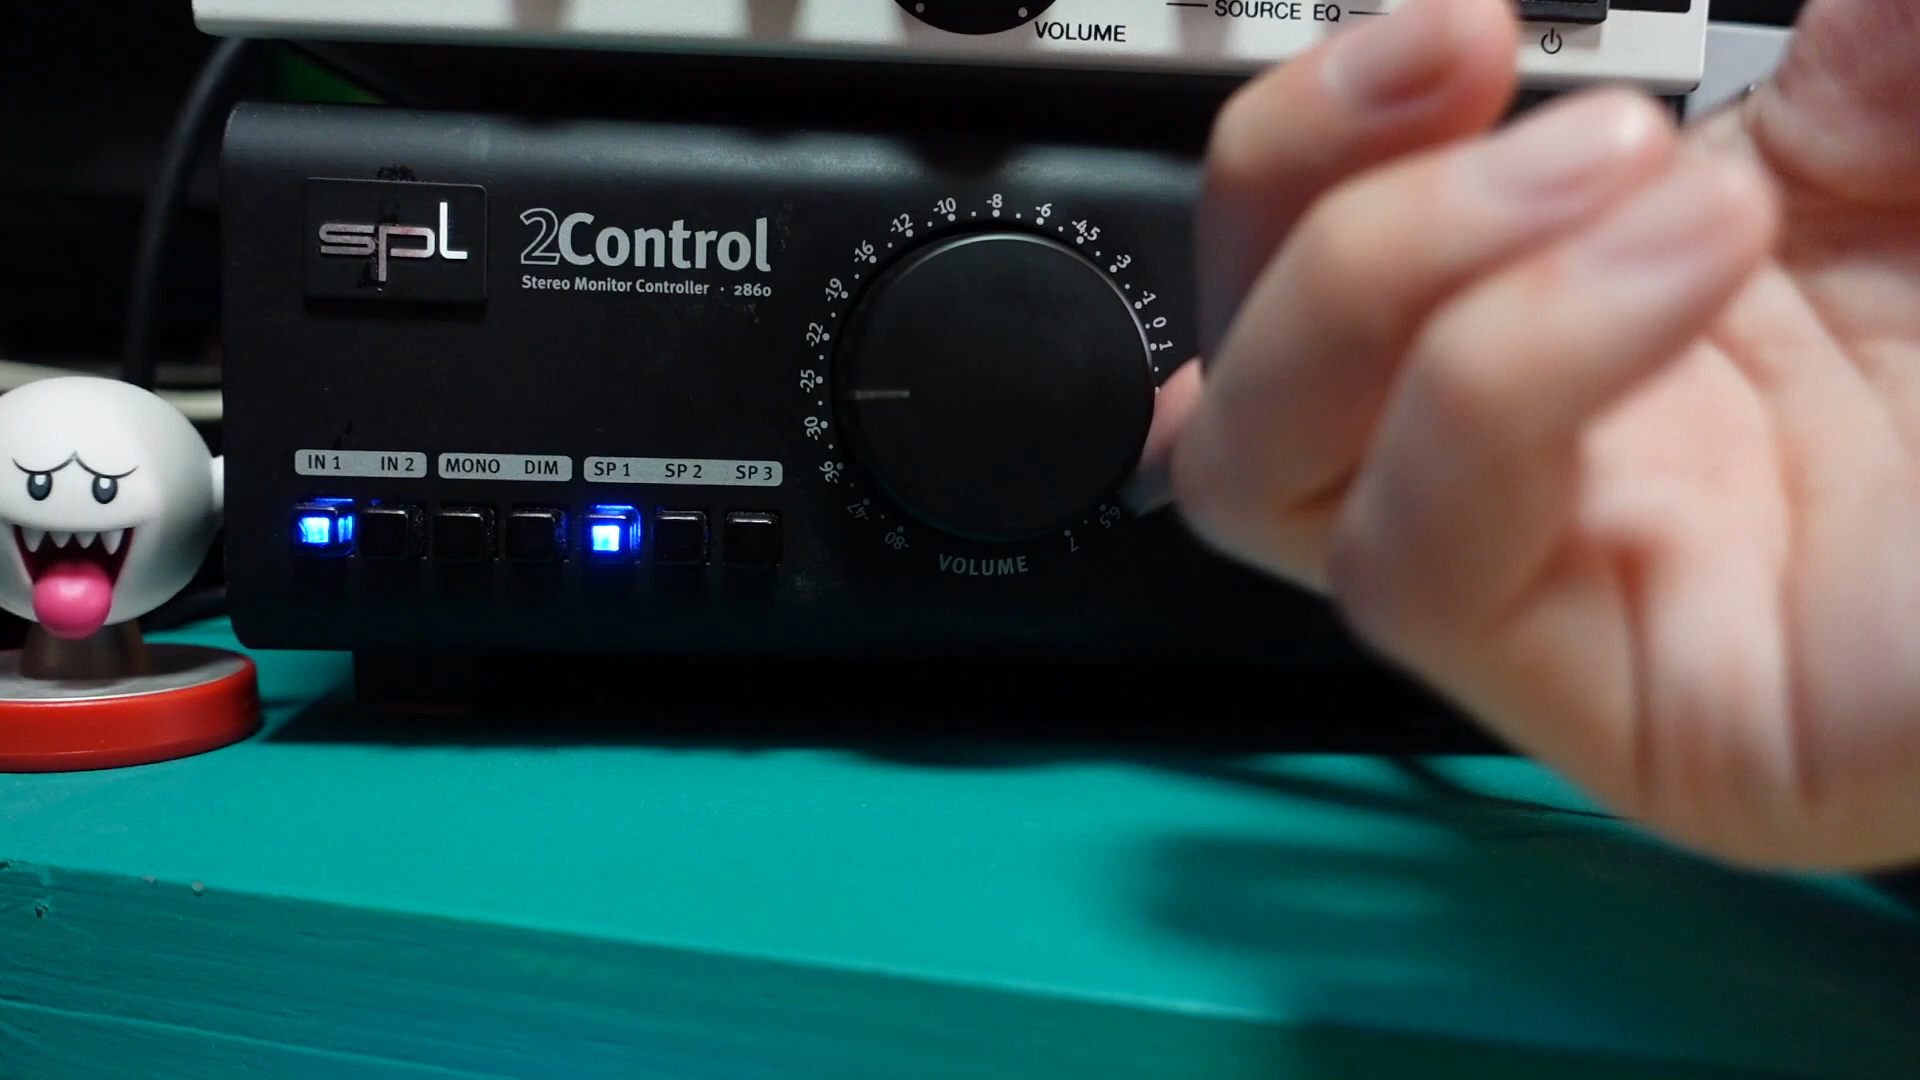 VOLUME
SOURCE EQ
spl
2Control
Stereo Monitor Controller · 2860
IN 1 IN 2 MONO DIM SP 1 SP 2 SP 3
-80 -47 -36 -30 -25 -22 -19 -16 -12 -10 -8 -6 -4.5 -3 -1 0 1 6.5 7
VOLUME